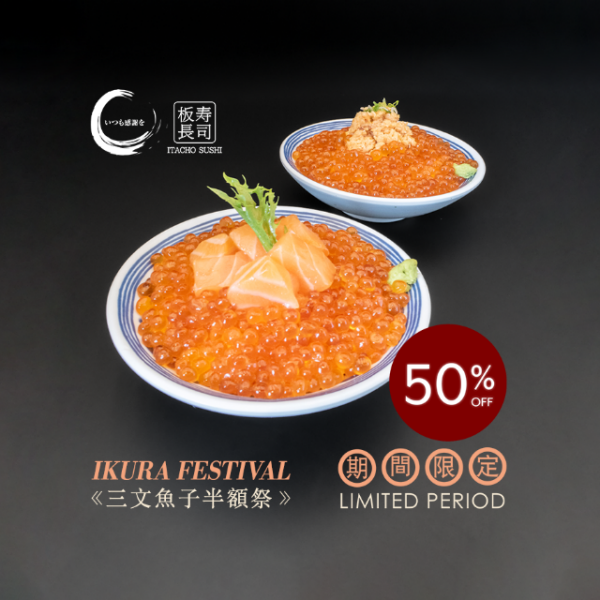 いつも感謝を
板寿
長司
ITACHO SUSHI
50%
OFF
IKURA FESTIVAL
《三文魚子半額祭》
期間限定
LIMITED PERIOD